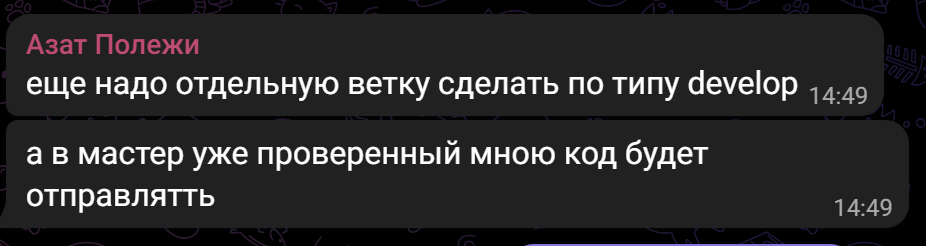 Азат Полежи
еще надо отдельную ветку сделать по типу develop
14:49
а в мастер уже проверенный мною код будет
отправлятть
14:49